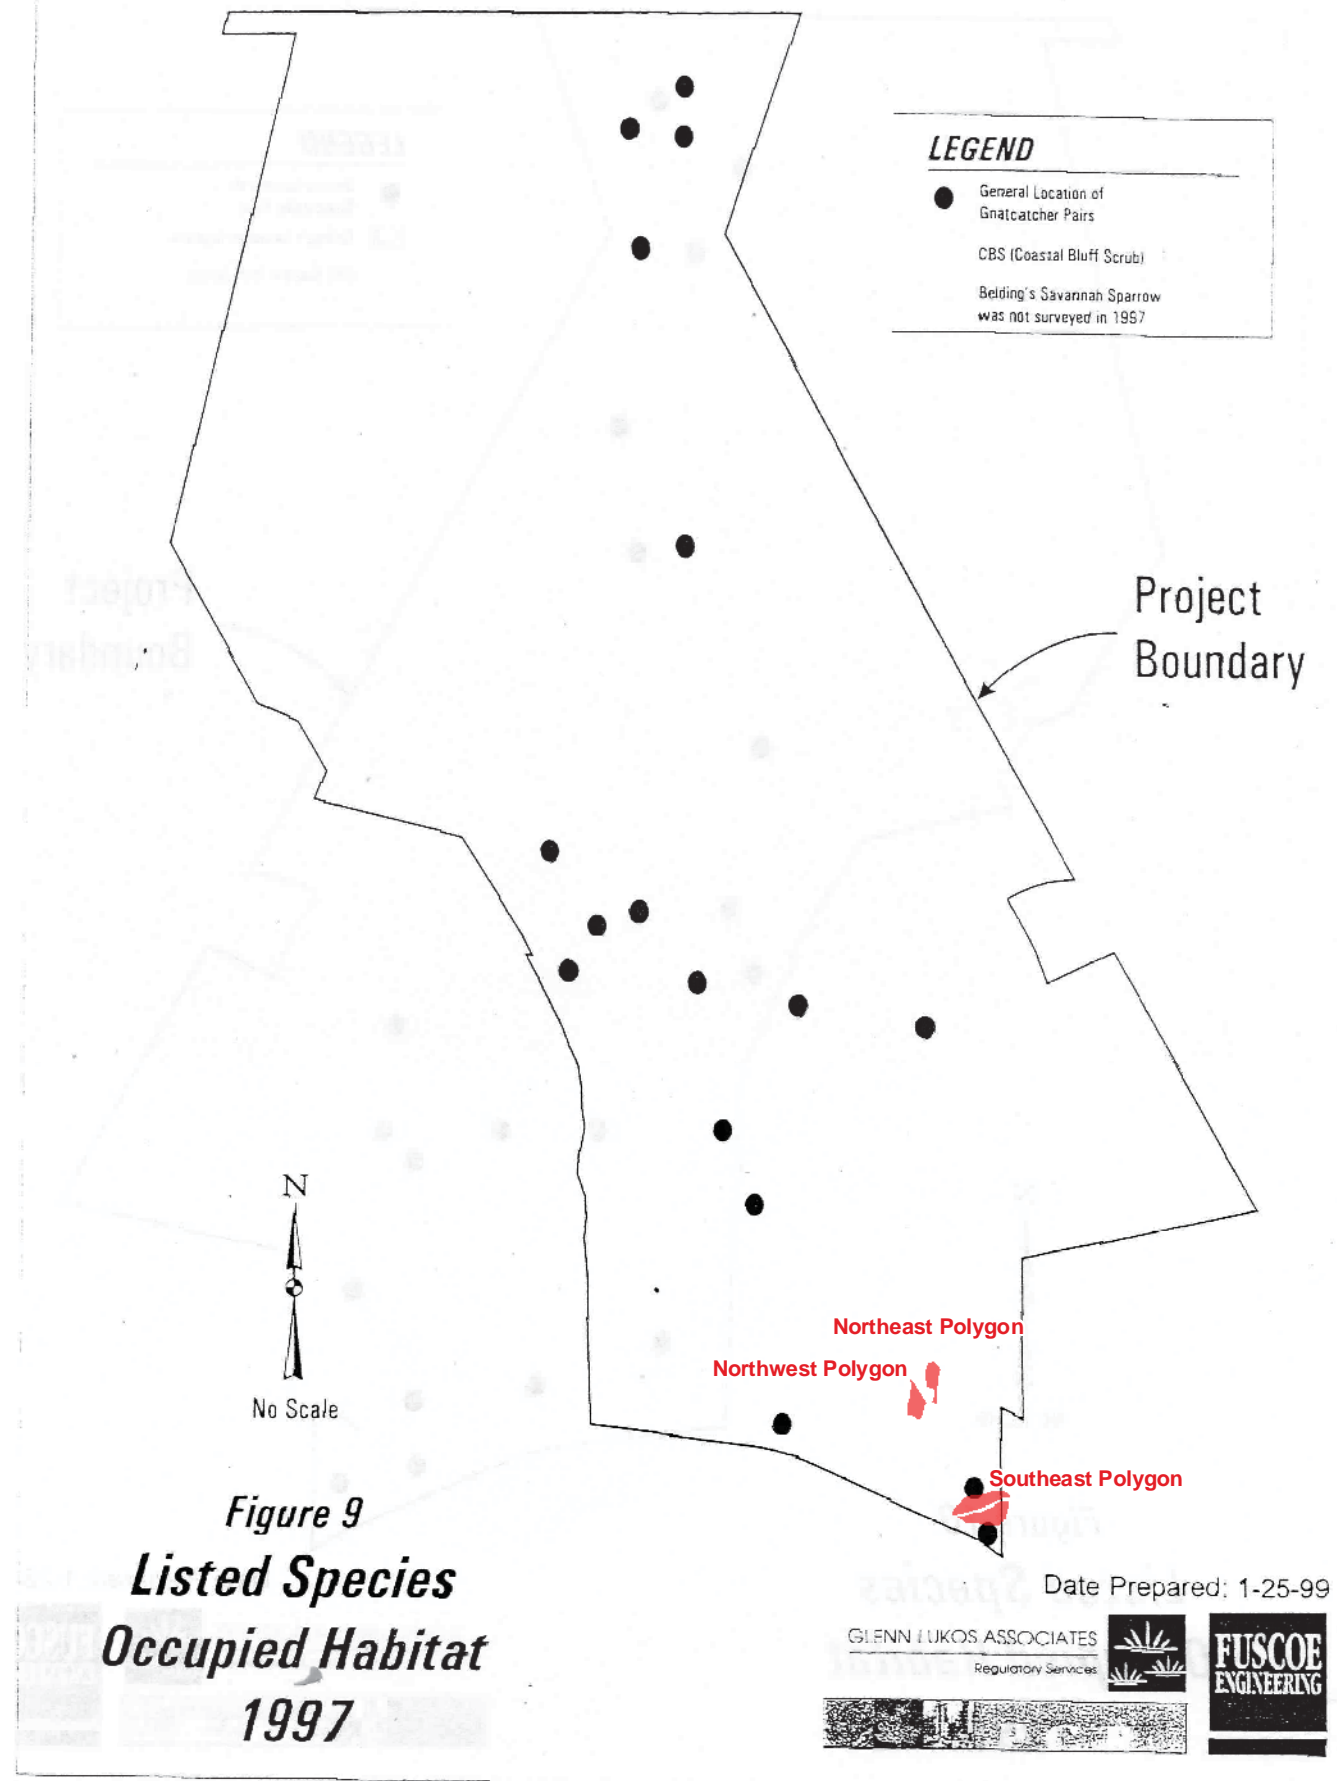 LEGEND
General Location of
Gnatcatcher Pairs
CBS (Coastal Bluff Scrub)
Belding's Savannah Sparrow
was not surveyed in 1997
Project
Boundary
N
No Scale
Northeast Polygon
Northwest Polygon
Southeast Polygon
Figure 9
Listed Species
Occupied Habitat
1997
Date Prepared: 1-25-99
GLENN LUKOS ASSOCIATES
Regulatory Services
FUSCOE
ENGINEERING